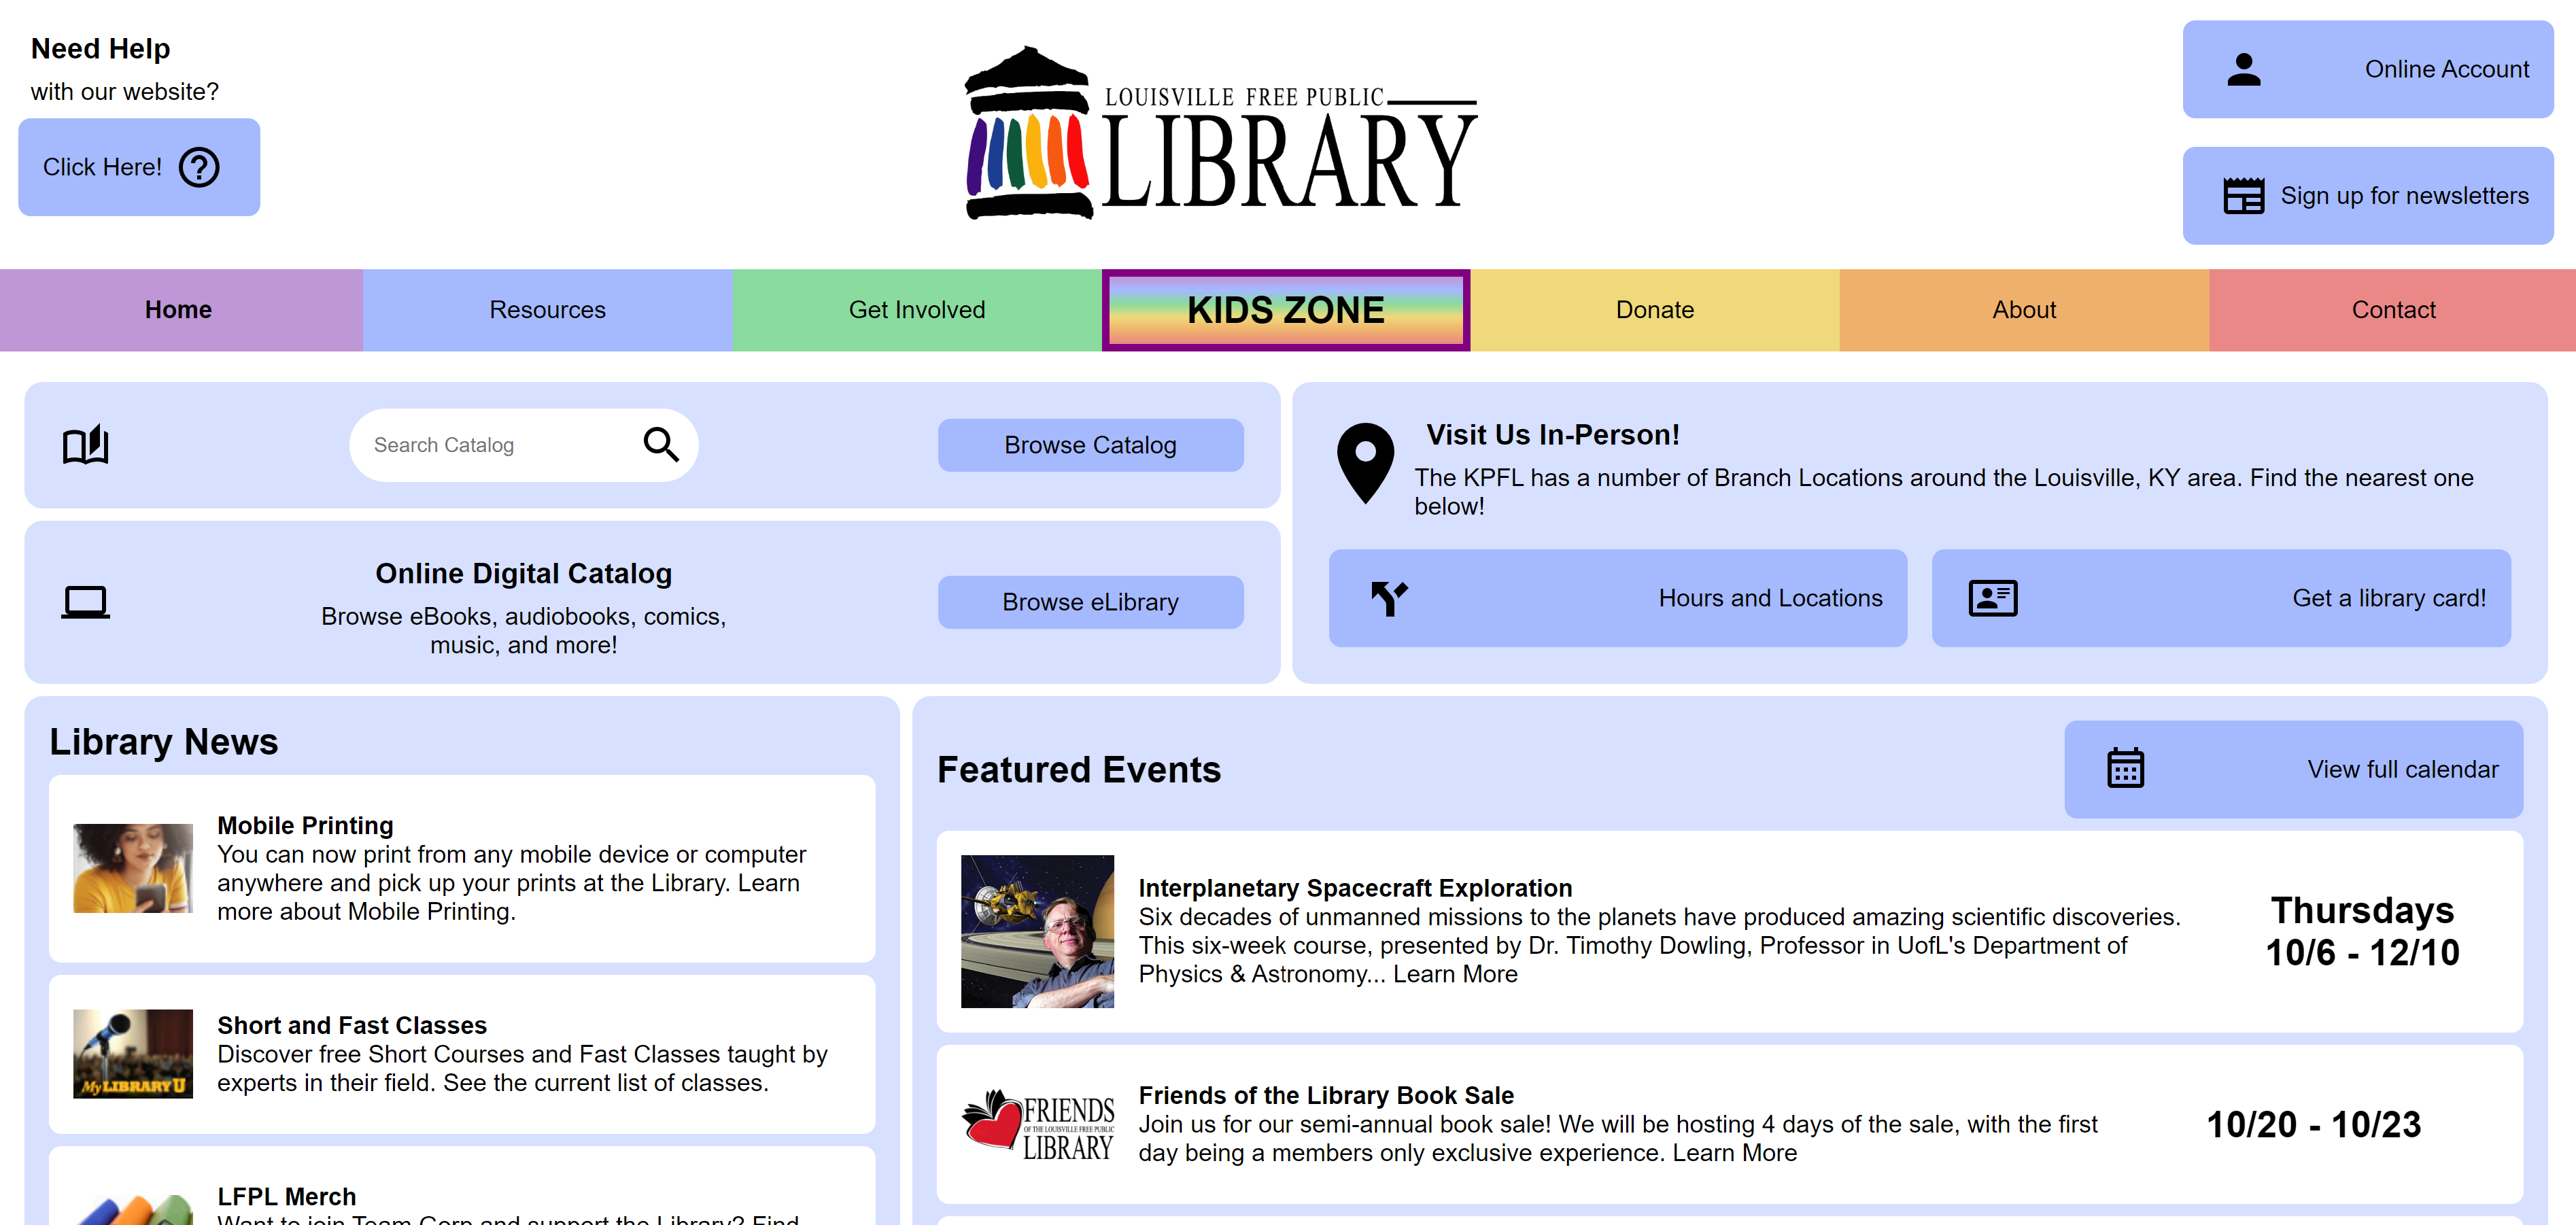 Need Help
with our website?
Click Here!
LOUISVILLE FREE PUBLIC
LIBRARY
Online Account
Sign up for newsletters
Home
Resources
Get Involved
KIDS ZONE
Donate
About
Contact
Search Catalog
Browse Catalog
Online Digital Catalog
Browse eBooks, audiobooks, comics,
music, and more!
Browse eLibrary
Visit Us In-Person!
The KPFL has a number of Branch Locations around the Louisville, KY area. Find the nearest one
below!
Hours and Locations
Get a library card!
Library News
Mobile Printing
You can now print from any mobile device or computer
anywhere and pick up your prints at the Library. Learn
more about Mobile Printing.
My LIBRARY U
Short and Fast Classes
Discover free Short Courses and Fast Classes taught by
experts in their field. See the current list of classes.
LFPL Merch
Want to join Team Gorp and support the Library? Find
Featured Events
View full calendar
Interplanetary Spacecraft Exploration
Six decades of unmanned missions to the planets have produced amazing scientific discoveries.
This six-week course, presented by Dr. Timothy Dowling, Professor in UofL's Department of
Physics & Astronomy... Learn More
Thursdays
10/6 - 12/10
FRIENDS
OF THE LOUISVILLE FREE PUBLIC
LIBRARY
Friends of the Library Book Sale
Join us for our semi-annual book sale! We will be hosting 4 days of the sale, with the first
day being a members only exclusive experience. Learn More
10/20 - 10/23